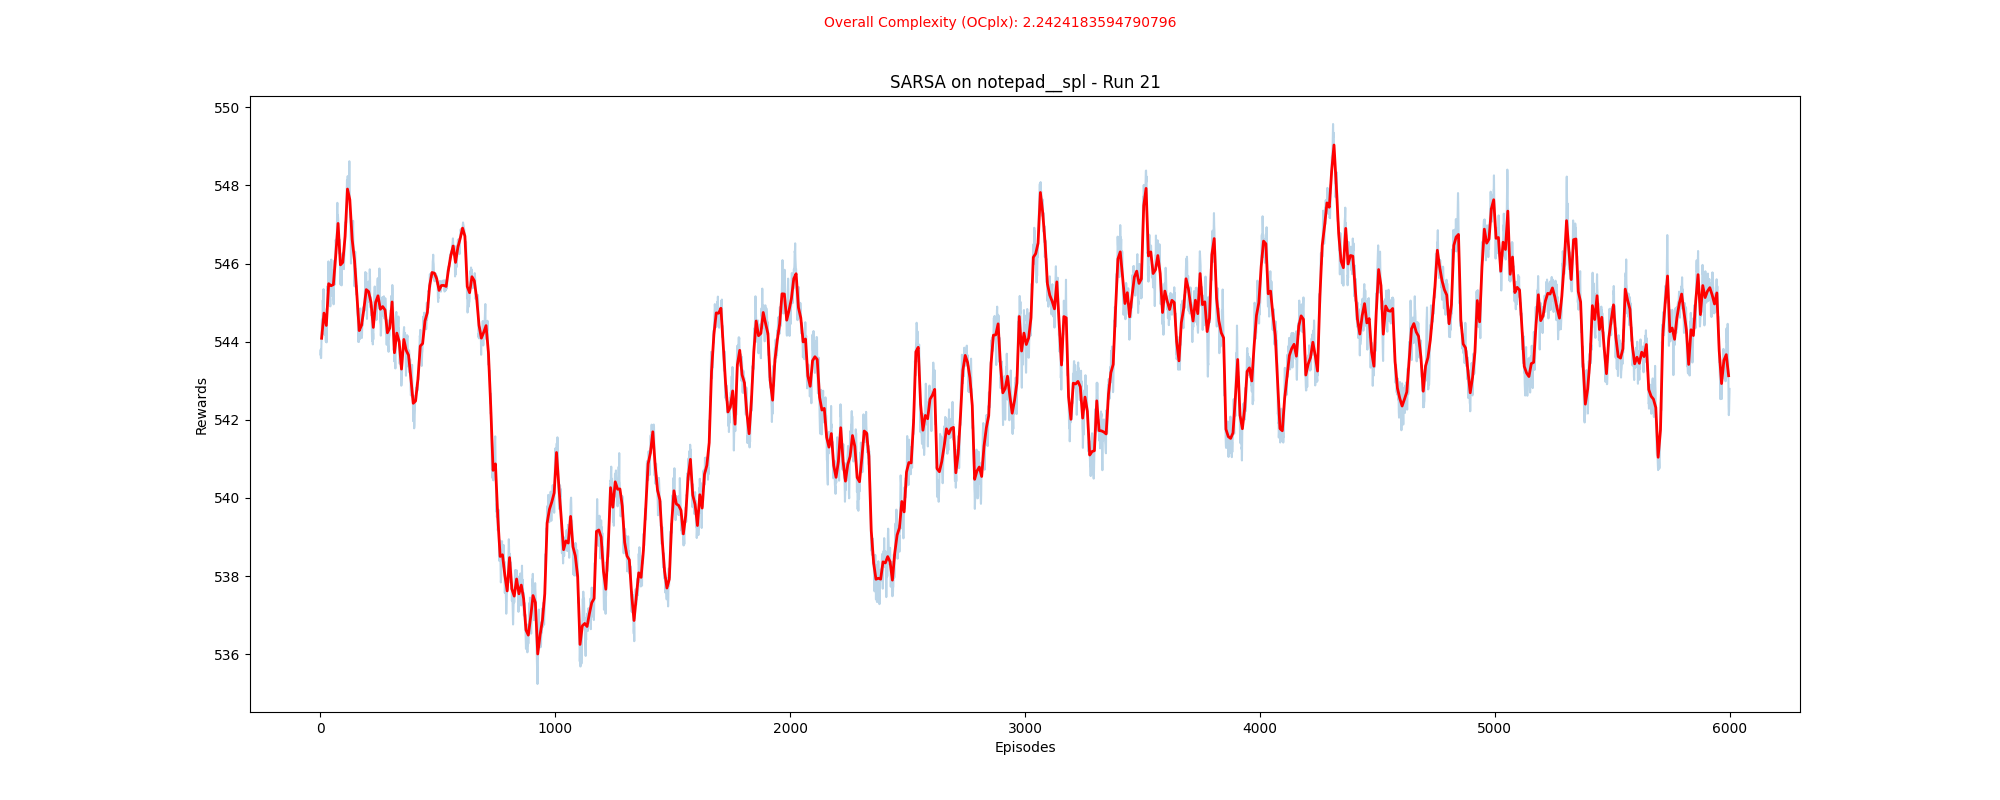 Overall Complexity (OCplx): 2.2424183594790796
SARSA on notepad__spl - Run 21
550
548
546
544
542
540
538
536
Rewards
0 1000 2000 3000 4000 5000 6000
Episodes